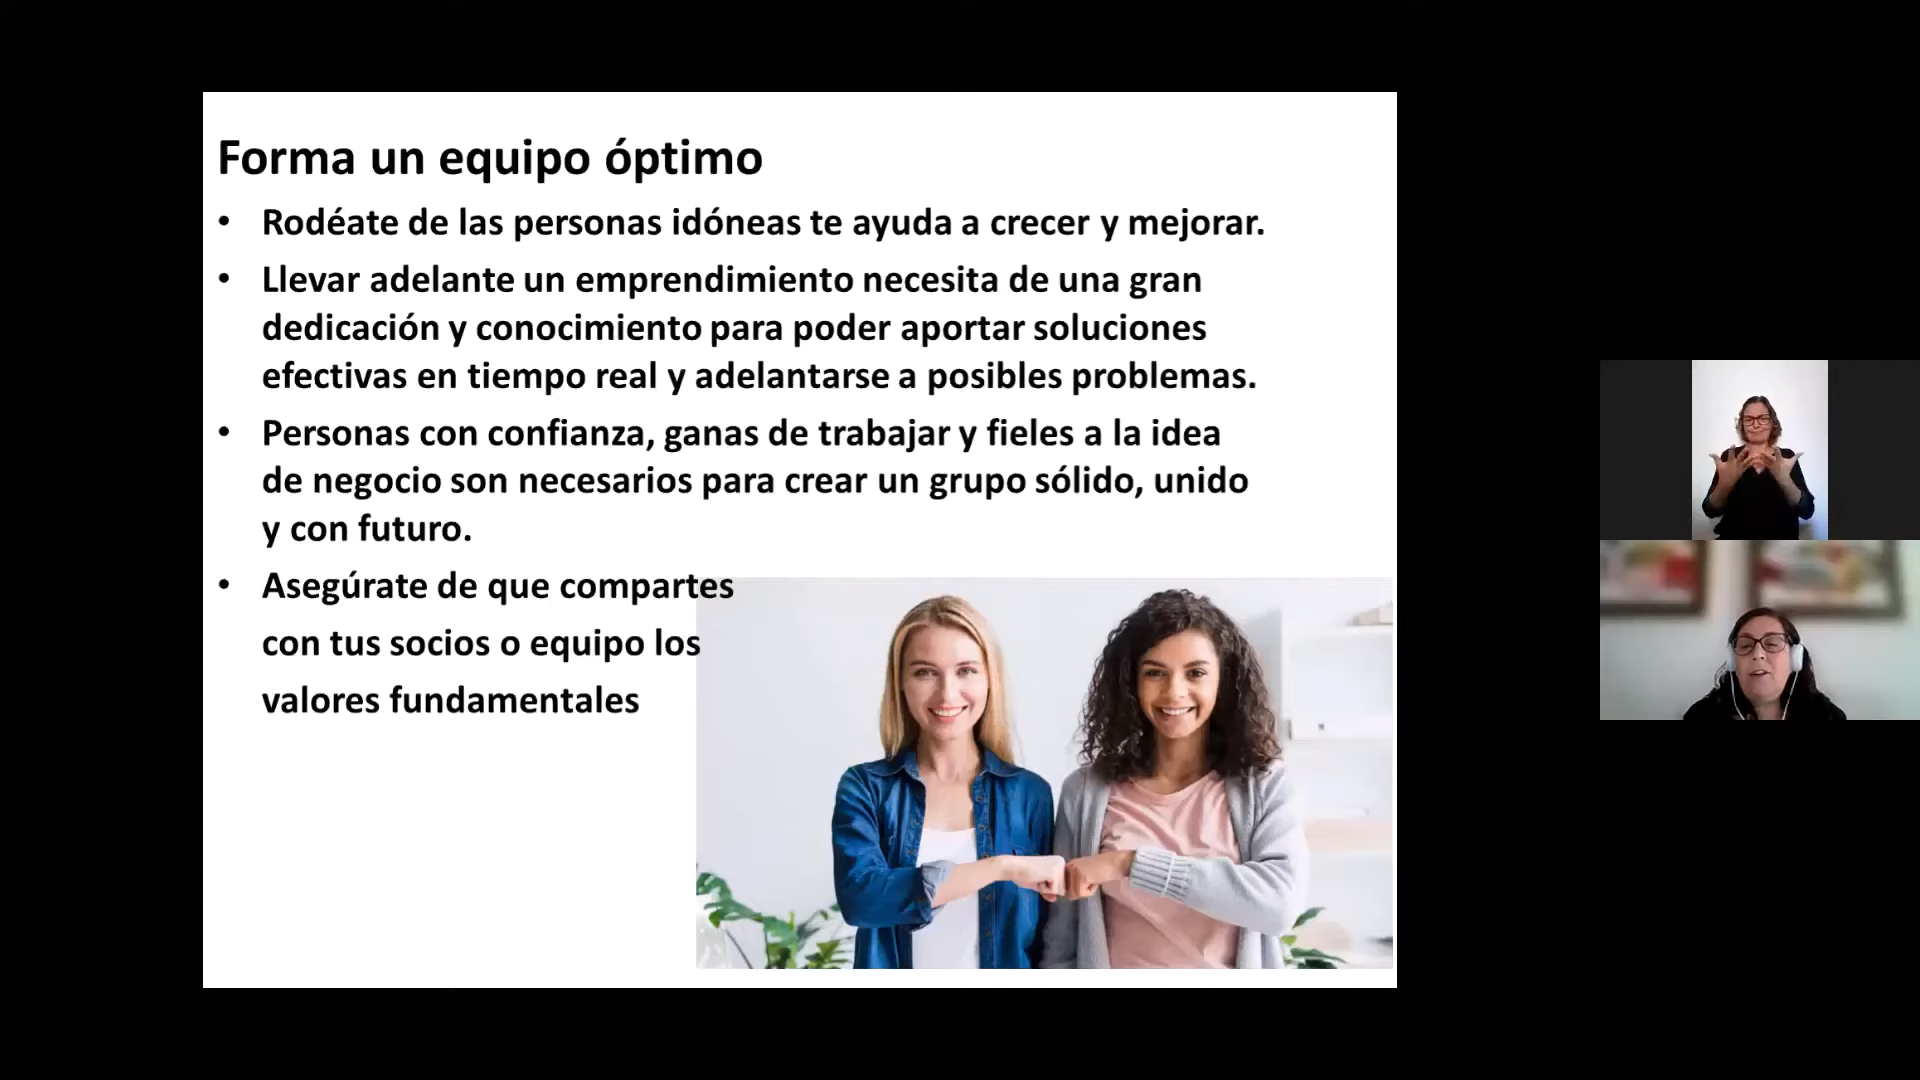 Forma un equipo óptimo
• Rodéate de las personas idóneas te ayuda a crecer y mejorar.
• Llevar adelante un emprendimiento necesita de una gran
dedicación y conocimiento para poder aportar soluciones
efectivas en tiempo real y adelantarse a posibles problemas.
• Personas con confianza, ganas de trabajar y fieles a la idea
de negocio son necesarios para crear un grupo sólido, unido
y con futuro.
• Asegúrate de que compartes
con tus socios o equipo los
valores fundamentales